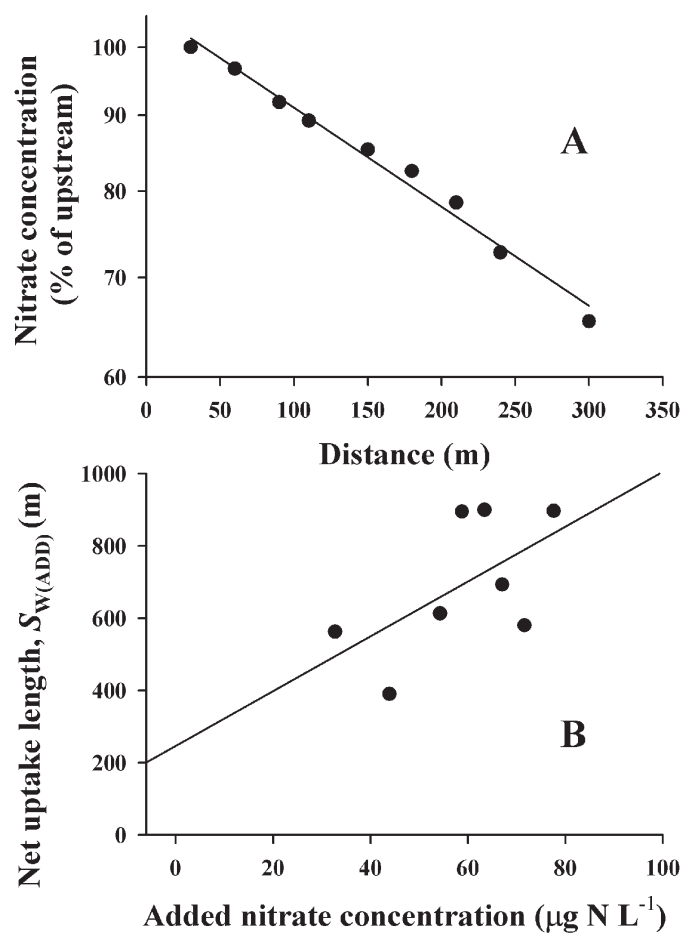 Nitrate concentration
(% of upstream)
100
90
80
70
60
A
0 50 100 150 200 250 300 350
Distance (m)
Net uptake length, SW(ADD) (m)
1000
800
600
400
200
0
B
0 20 40 60 80 100
Added nitrate concentration (μg N L-1)